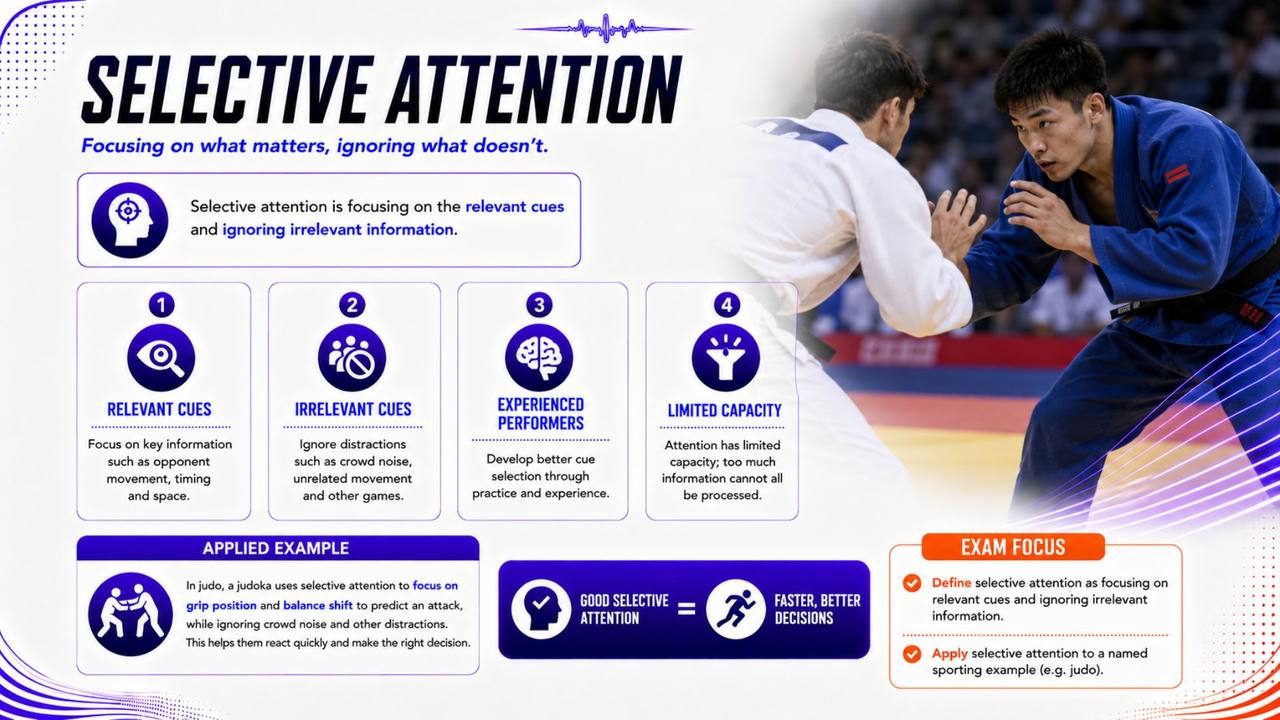 SELECTIVE ATTENTION
Focusing on what matters, ignoring what doesn't.
Selective attention is focusing on the relevant cues
and ignoring irrelevant information.
1
RELEVANT CUES
Focus on key information
such as opponent
movement, timing
and space.
2
IRRELEVANT CUES
Ignore distractions
such as crowd noise,
unrelated movement
and other games.
3
EXPERIENCED
PERFORMERS
Develop better cue
selection through
practice and experience.
4
LIMITED CAPACITY
Attention has limited
capacity; too much
information cannot all
be processed.
APPLIED EXAMPLE
In judo, a judoka uses selective attention to focus on
grip position and balance shift to predict an attack,
while ignoring crowd noise and other distractions.
This helps them react quickly and make the right decision.
GOOD SELECTIVE
ATTENTION
=
FASTER, BETTER
DECISIONS
EXAM FOCUS
Define selective attention as focusing on
relevant cues and ignoring irrelevant
information.
Apply selective attention to a named
sporting example (e.g. judo).